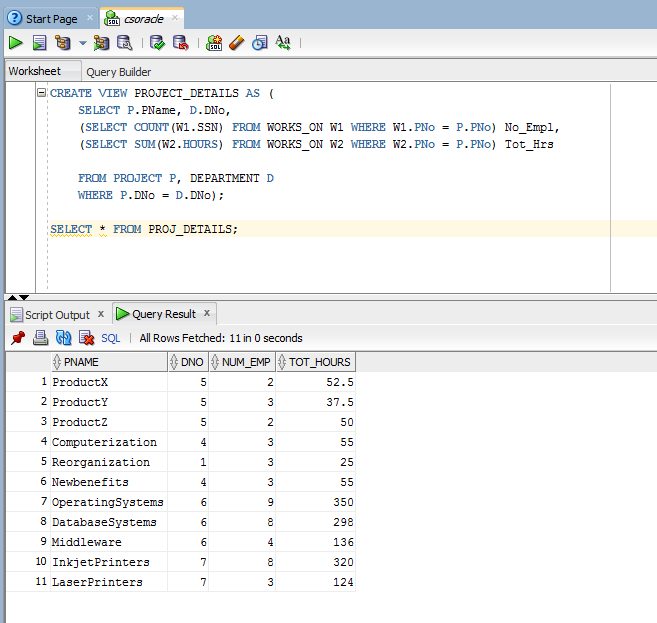 Start Page
csoracle
Worksheet Query Builder
CREATE VIEW PROJECT_DETAILS AS (
SELECT P.PName, D.DNo,
(SELECT COUNT(W1.SSN) FROM WORKS_ON W1 WHERE W1.PNo = P.PNo) No_Empl,
(SELECT SUM(W2.HOURS) FROM WORKS_ON W2 WHERE W2.PNo = P.PNo) Tot_Hrs
FROM PROJECT P, DEPARTMENT D
WHERE P.DNo = D.DNo);
SELECT * FROM PROJ_DETAILS;
Script Output x Query Result x
SQL | All Rows Fetched: 11 in 0 seconds
PNAME DNO NUM_EMP TOT_HOURS
1 ProductX 5 2 52.5
2 ProductY 5 3 37.5
3 ProductZ 5 2 50
4 Computerization 4 3 55
5 Reorganization 1 3 25
6 Newbenefits 4 3 55
7 OperatingSystems 6 9 350
8 DatabaseSystems 6 8 298
9 Middleware 6 4 136
10 InkjetPrinters 7 8 320
11 LaserPrinters 7 3 124